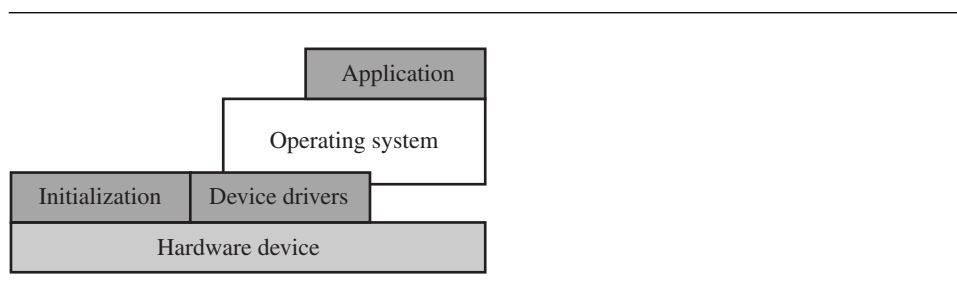 Application
Operating system
Initialization
Device drivers
Hardware device